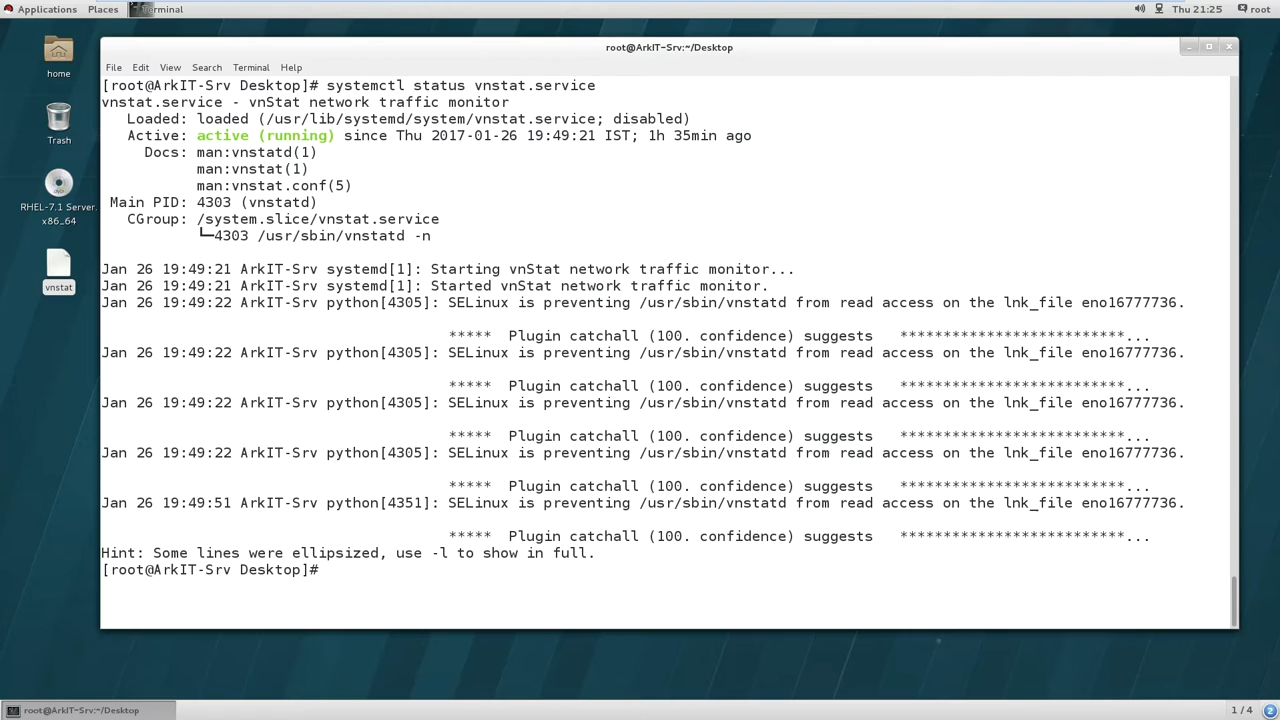 Applications Places Terminal Thu 21:25 root
root@ArkIT-Srv:~/Desktop
File Edit View Search Terminal Help
home
Trash
RHEL-7.1 Server.
x86_64
vnstat
[root@ArkIT-Srv Desktop]# systemctl status vnstat.service
vnstat.service - vnStat network traffic monitor
Loaded: loaded (/usr/lib/systemd/system/vnstat.service; disabled)
Active: active (running) since Thu 2017-01-26 19:49:21 IST; 1h 35min ago
Docs: man:vnstatd(1)
man:vnstat(1)
man:vnstat.conf(5)
Main PID: 4303 (vnstatd)
CGroup: /system.slice/vnstat.service
└─4303 /usr/sbin/vnstatd -n
Jan 26 19:49:21 ArkIT-Srv systemd[1]: Starting vnStat network traffic monitor...
Jan 26 19:49:21 ArkIT-Srv systemd[1]: Started vnStat network traffic monitor.
Jan 26 19:49:22 ArkIT-Srv python[4305]: SELinux is preventing /usr/sbin/vnstatd from read access on the lnk_file eno16777736.
***** Plugin catchall (100. confidence) suggests **************************...
Jan 26 19:49:22 ArkIT-Srv python[4305]: SELinux is preventing /usr/sbin/vnstatd from read access on the lnk_file eno16777736.
***** Plugin catchall (100. confidence) suggests **************************...
Jan 26 19:49:22 ArkIT-Srv python[4305]: SELinux is preventing /usr/sbin/vnstatd from read access on the lnk_file eno16777736.
***** Plugin catchall (100. confidence) suggests **************************...
Jan 26 19:49:22 ArkIT-Srv python[4305]: SELinux is preventing /usr/sbin/vnstatd from read access on the lnk_file eno16777736.
***** Plugin catchall (100. confidence) suggests **************************...
Jan 26 19:49:51 ArkIT-Srv python[4351]: SELinux is preventing /usr/sbin/vnstatd from read access on the lnk_file eno16777736.
***** Plugin catchall (100. confidence) suggests **************************...
Hint: Some lines were ellipsized, use -l to show in full.
[root@ArkIT-Srv Desktop]#
root@ArkIT-Srv:~/Desktop 1 / 4 2